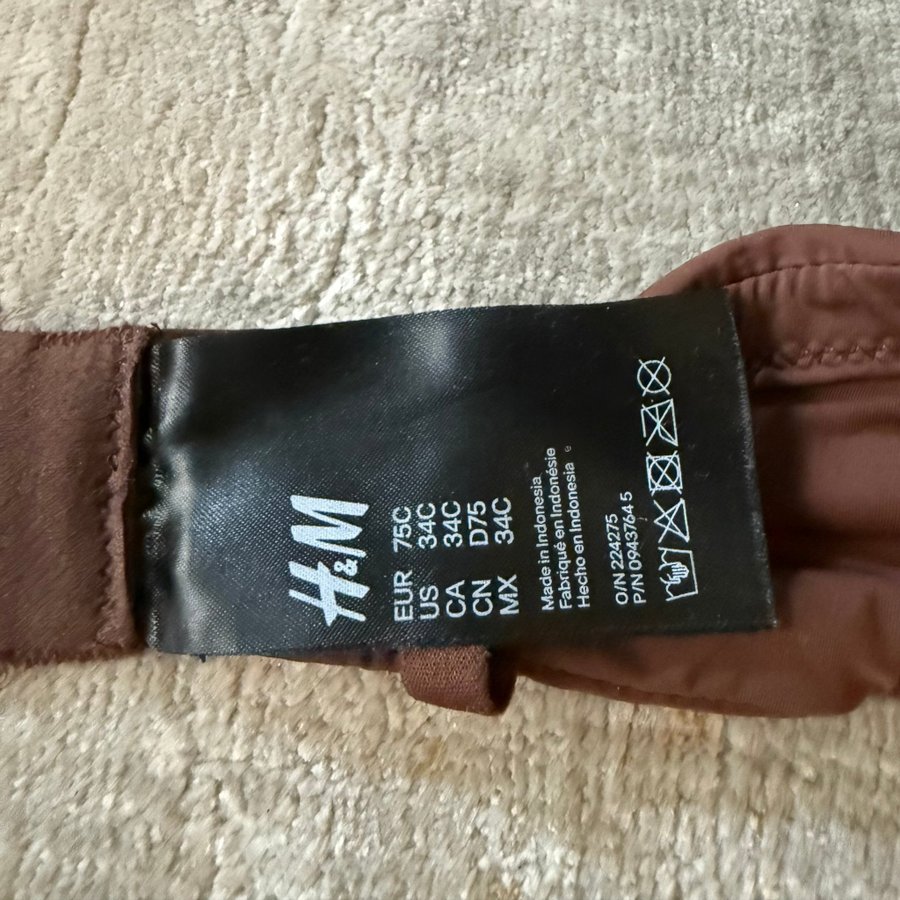 H&M
EUR 75C
US 34C
CA 34C
CN D75
MX 34C
Made in Indonesia
Fabriqué en Indonésie
Hecho en Indonesia
O/N 224275
P/N 0943764 5